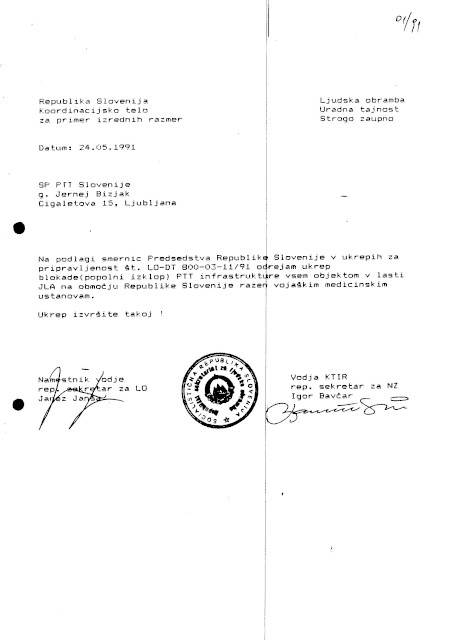 01/91
Republika Slovenija
Koordinacijsko telo
za primer izrednih razmer
Ljudska obramba
Uradna tajnost
Strogo zaupno
Datum: 24.05.1991
SP PTT Slovenije
g. Jernej Bizjak
Cigaletova 15, Ljubljana
Na podlagi smernic Predsedstva Republike Slovenije v ukrepih za
pripravljenost št. LO-DT 800-03-11/91 odrejam ukrep
blokade(popolni izklop) PTT infrastrukture vsem objektom v lasti
JLA na območju Republike Slovenije razen vojaškim medicinskim
ustanovam.
Ukrep izvršite takoj !
Namestnik vodje
rep. sekretar za LO
Janez Janša
SOCIALISTIČNA REPUBLIKA SLOVENIJA
sekretariat za ljudsko obrambo
Vodja KTIR
rep. sekretar za NZ
Igor Bavčar